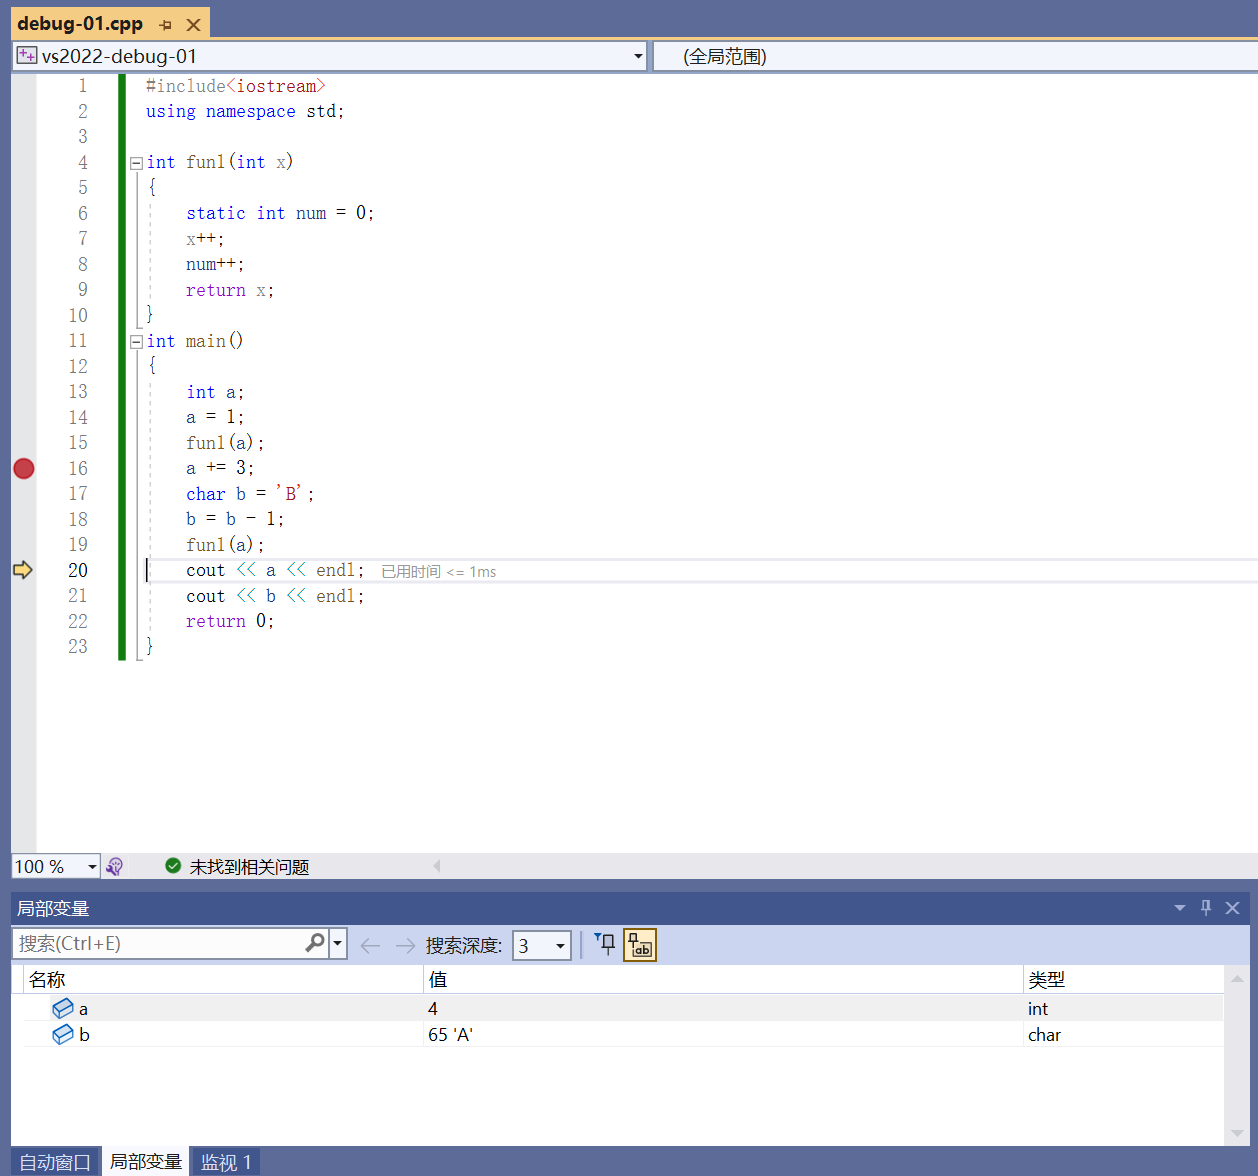 debug-01.cpp
vs2022-debug-01
(全局范围)
1 #include<iostream>
2 using namespace std;
3
4 int fun1(int x)
5 {
6 static int num = 0;
7 x++;
8 num++;
9 return x;
10 }
11 int main()
12 {
13 int a;
14 a = 1;
15 fun1(a);
16 a += 3;
17 char b = 'B';
18 b = b - 1;
19 fun1(a);
20 cout << a << endl; 已用时间 <= 1ms
21 cout << b << endl;
22 return 0;
23 }
100 % 未找到相关问题
局部变量
搜索(Ctrl+E) 搜索深度: 3
名称 值 类型
a 4 int
b 65 'A' char
自动窗口 局部变量 监视 1